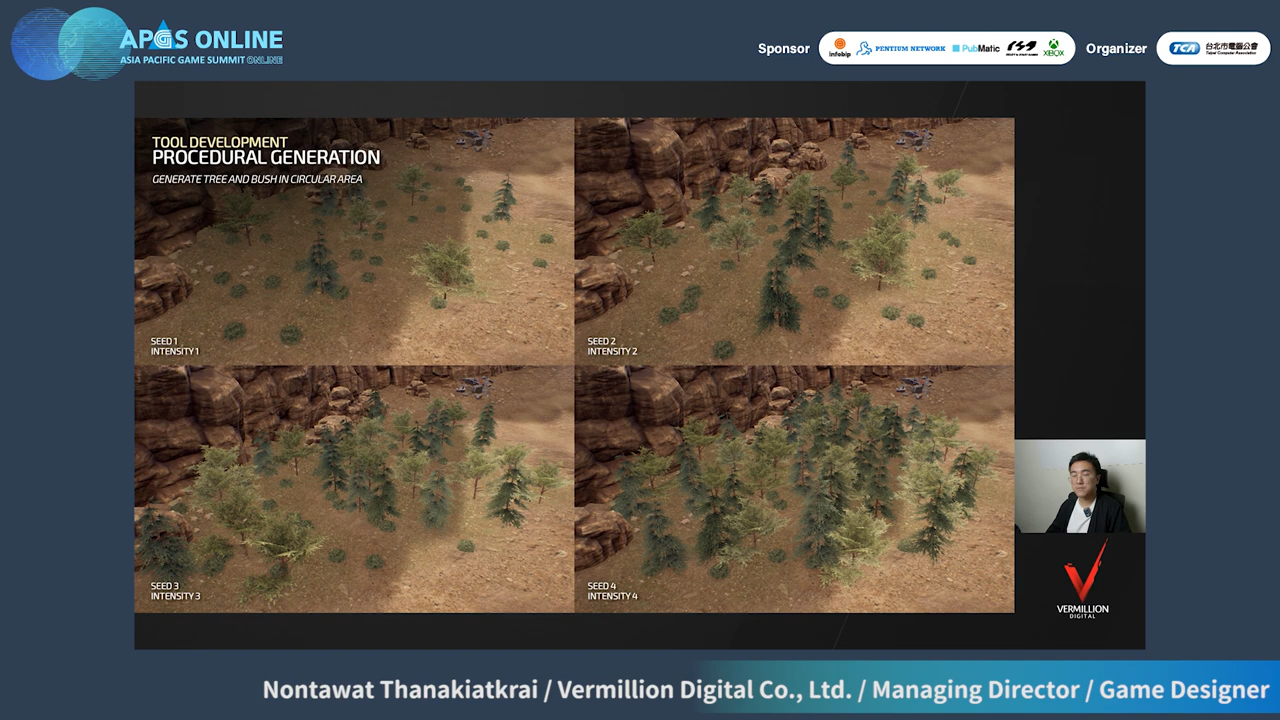 APGS ONLINE
ASIA PACIFIC GAME SUMMIT ONLINE
Sponsor
infobip
PENTIUM NETWORK
PubMatic
XBOX
Organizer
TCA
台北市電腦公會
Taipei Computer Association
TOOL DEVELOPMENT
PROCEDURAL GENERATION
GENERATE TREE AND BUSH IN CIRCULAR AREA
SEED 1
INTENSITY 1
SEED 2
INTENSITY 2
SEED 3
INTENSITY 3
SEED 4
INTENSITY 4
VERMILLION
DIGITAL
Nontawat Thanakiatkrai / Vermillion Digital Co., Ltd. / Managing Director / Game Designer